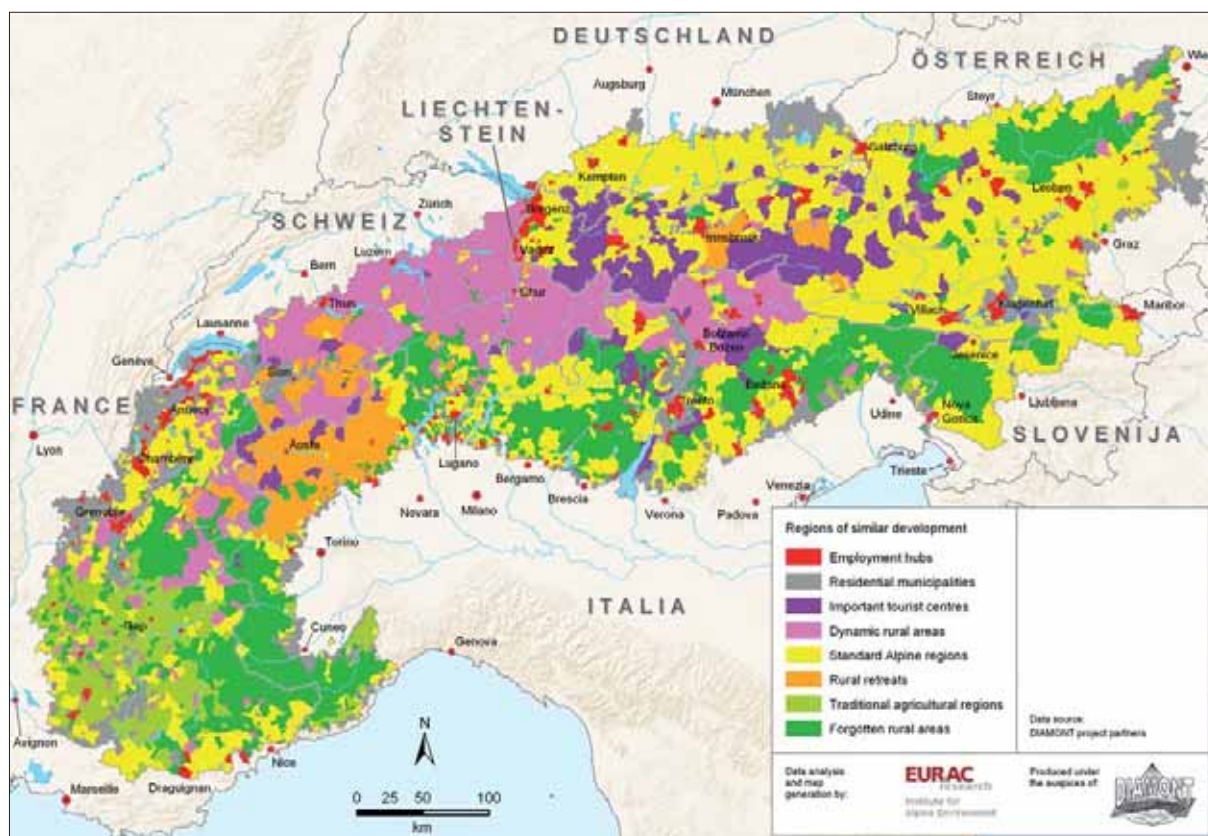 DEUTSCHLAND
ÖSTERREICH
Augsburg
München
Steyr
Wie
LIECHTEN-
STEIN
Salzburg
Kempten
Leoben
Zürich
SCHWEIZ
Bregenz
Innsbruck
Vaduz
Graz
Luzern
Bern
Chur
Thun
Villach
Klagenfurt
Maribor
Lausanne
Bolzano
Bozen
Jesenice
Genève
Sion
FRANCE
Annecy
Trento
Udine
Nova
Gorica
Ljubljana
SLOVENIJA
Lyon
Aosta
Chambéry
Lugano
Trieste
Bergamo
Brescia
Venezia
Grenoble
Novara
Milano
Verona
Padova
Torino
ITALIA
Gap
Cuneo
Genova
Avignon
Nice
Marseille
Draguignan
N
0 25 50 100
km
Regions of similar development
Employment hubs
Residential municipalities
Important tourist centres
Dynamic rural areas
Standard Alpine regions
Rural retreats
Traditional agricultural regions
Forgotten rural areas
Data source:
DIAMONT project partners
Data analysis
and map
generation by:
EURAC
research
Institute for
Alpine Environment
Produced under
the auspices of:
DIAMONT